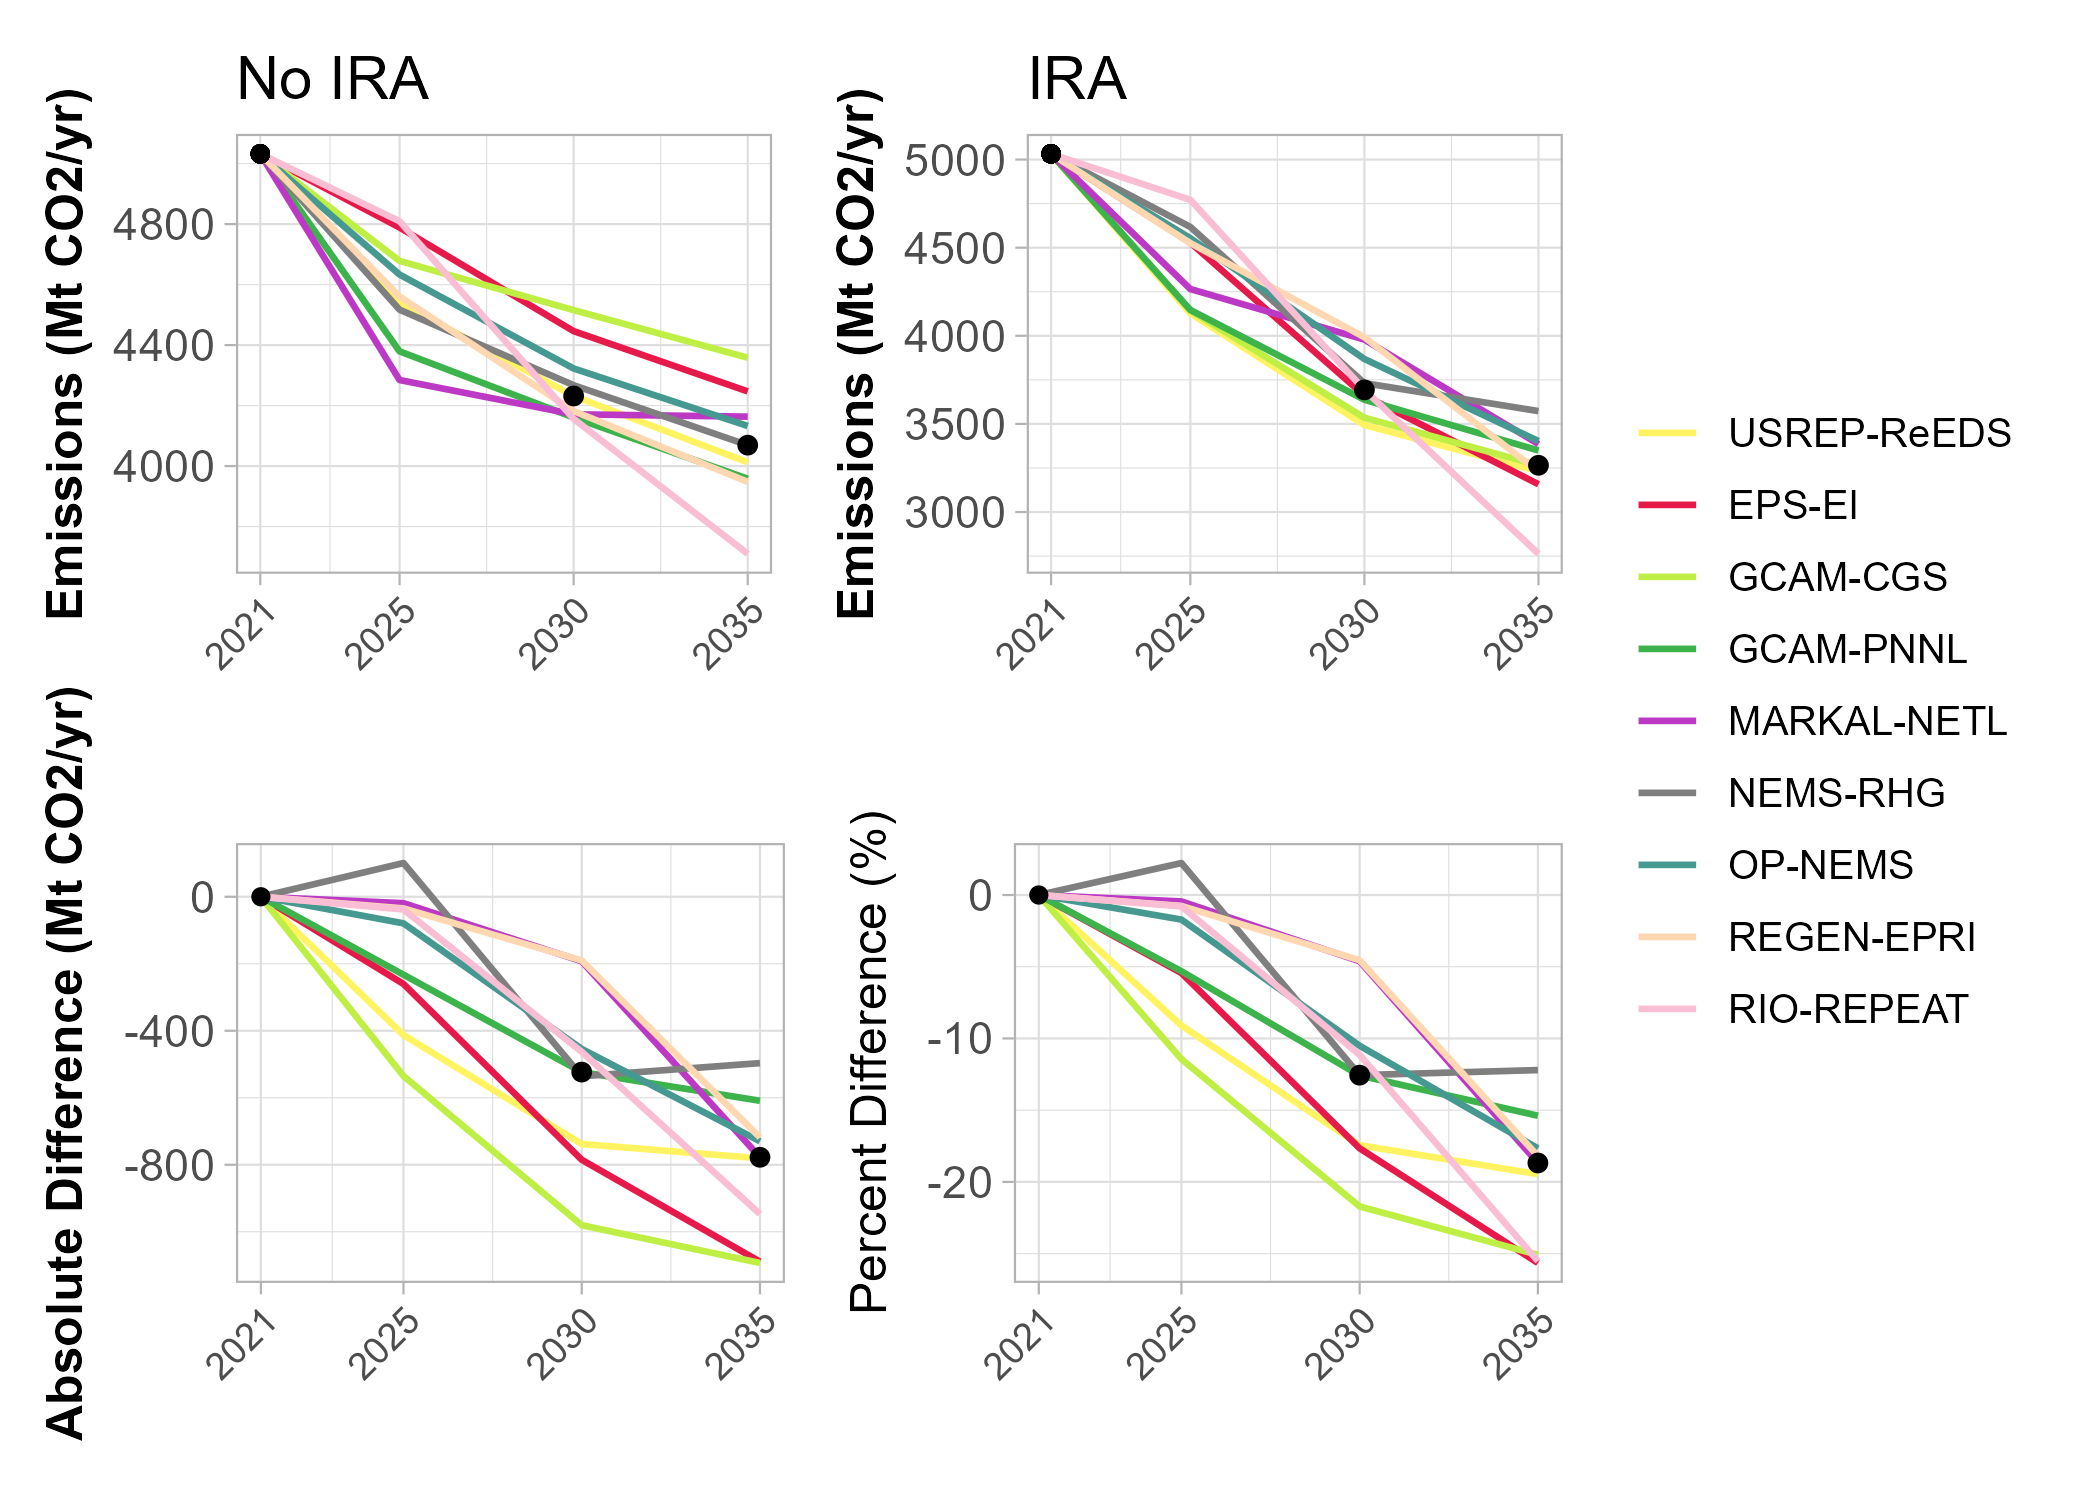 No IRA
Emissions (Mt CO2/yr)
4800
4400
4000
2021
2025
2030
2035
IRA
Emissions (Mt CO2/yr)
5000
4500
4000
3500
3000
2021
2025
2030
2035
Absolute Difference (Mt CO2/yr)
0
-400
-800
2021
2025
2030
2035
Percent Difference (%)
0
-10
-20
2021
2025
2030
2035
USREP-ReEDS
EPS-EI
GCAM-CGS
GCAM-PNNL
MARKAL-NETL
NEMS-RHG
OP-NEMS
REGEN-EPRI
RIO-REPEAT